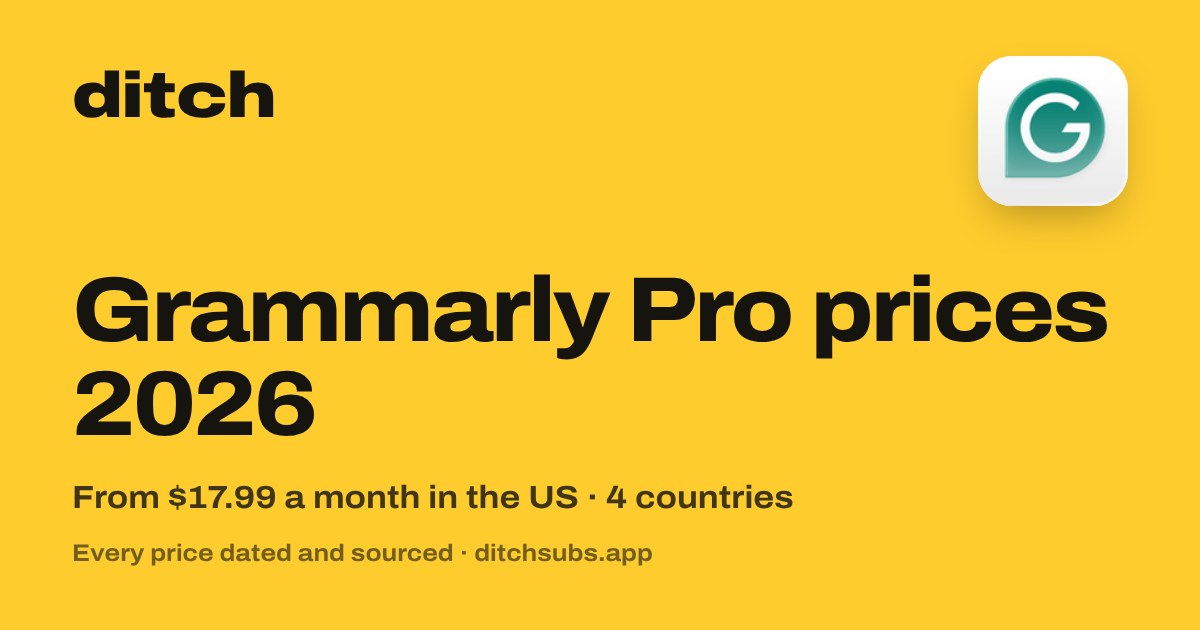 ditch
G
Grammarly Pro prices
2026
From $17.99 a month in the US · 4 countries
Every price dated and sourced · ditchsubs.app